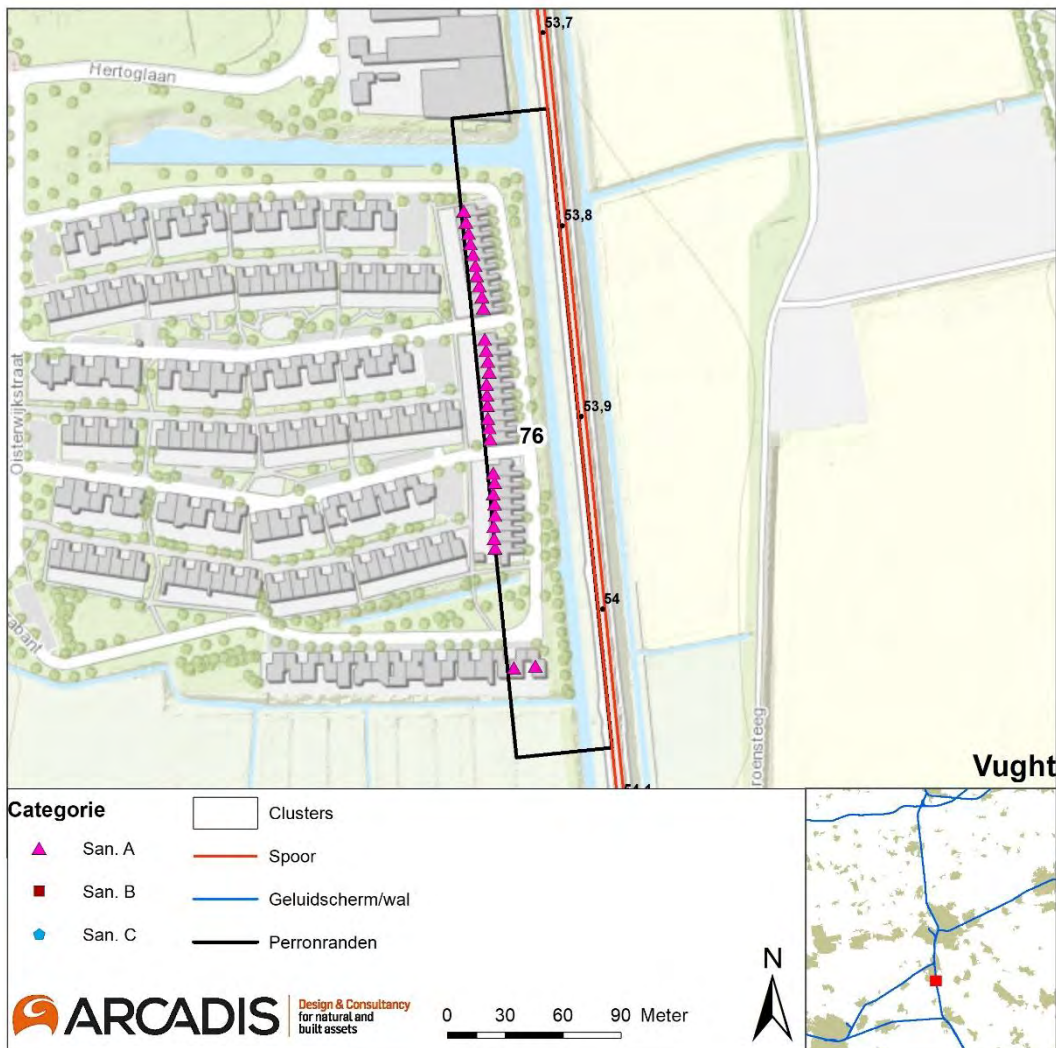 53,7
Hertoglaan
53,8
53,9
76
Oisterwijkstraat
54
roensteeg
Vught
Categorie
San. A
San. B
San. C
Clusters
Spoor
Geluidscherm/wal
Perronranden
ARCADIS
Design & Consultancy
for natural and
built assets
0 30 60 90 Meter
N